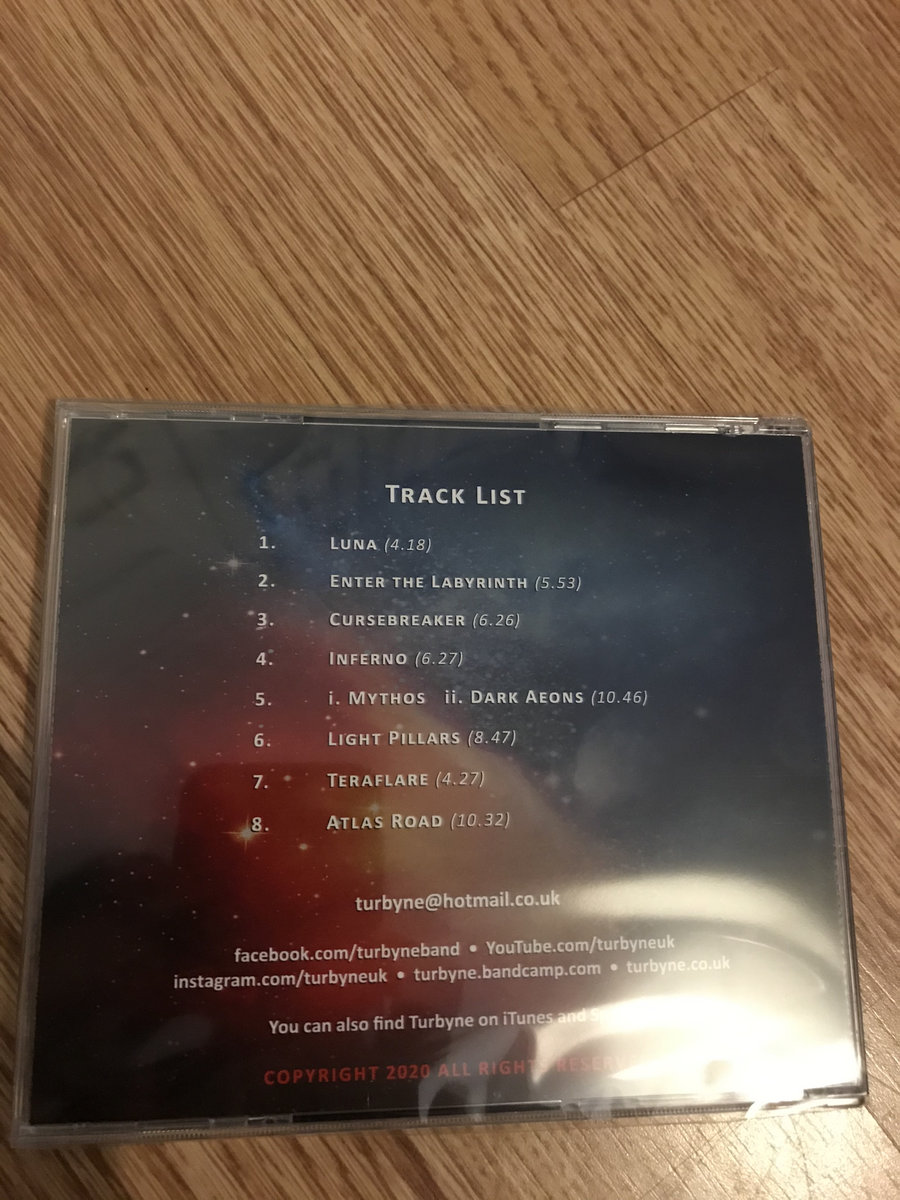 TRACK LIST
1. LUNA (4.18)
2. ENTER THE LABYRINTH (5.53)
3. CURSEBREAKER (6.26)
4. INFERNO (6.27)
5. i. MYTHOS ii. DARK AEONS (10.46)
6. LIGHT PILLARS (8.47)
7. TERAFLARE (4.27)
8. ATLAS ROAD (10.32)
turbyne@hotmail.co.uk
facebook.com/turbyneband • YouTube.com/turbyneuk
instagram.com/turbyneuk • turbyne.bandcamp.com • turbyne.co.uk
You can also find Turbyne on iTunes and
COPYRIGHT 2020 ALL RIGHTS